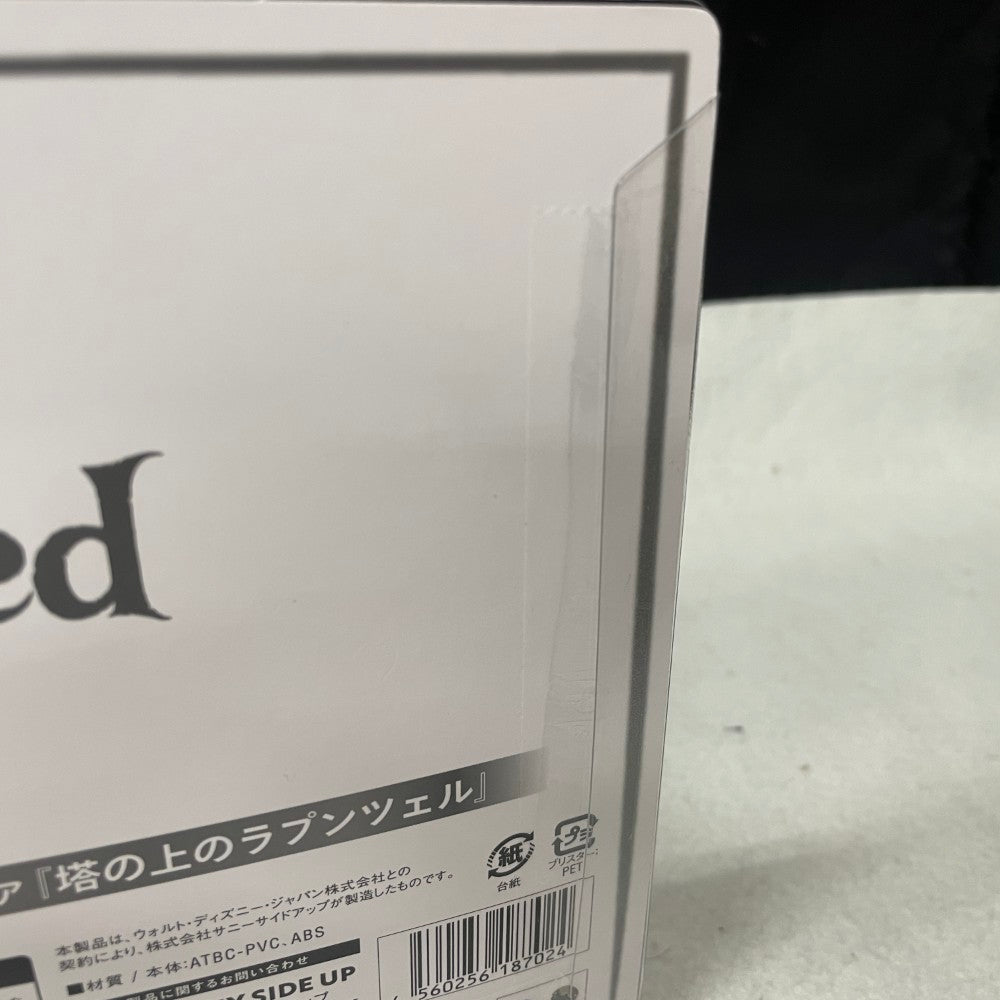 ed
ア『塔の上のラプンツェル』
紙
台紙
プラ
ブリスター:
PET
本製品は、ウォルト・ディズニー・ジャパン株式会社との
契約により、株式会社サニーサイドアップが製造したものです。
■材質 / 本体:ATBC-PVC、ABS
製品に関するお問い合わせ
SIDE UP
4 560256 187024